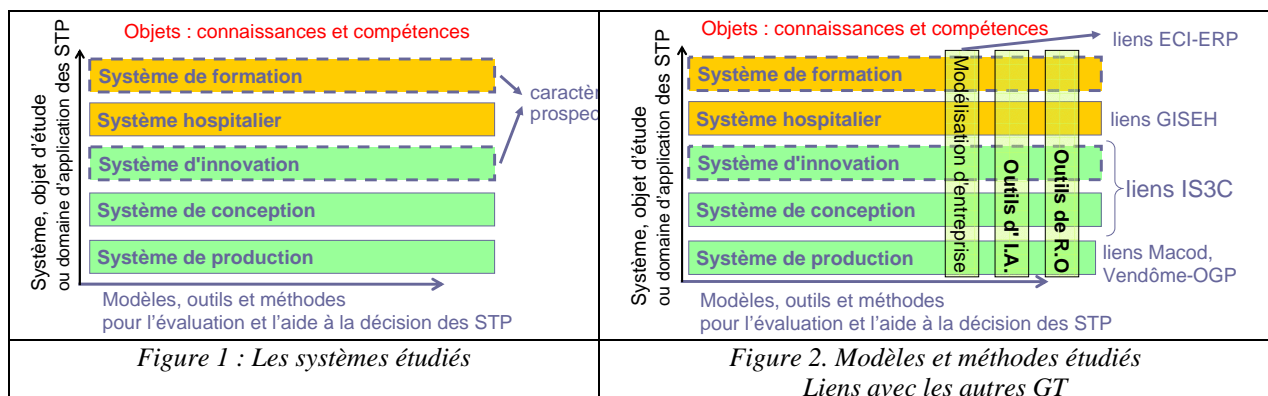 Objets : connaissances et compétences
Système, objet d'étude
ou domaine d'application des STP
Système de formation
Système hospitalier
Système d'innovation
Système de conception
Système de production
caractèr
prospec
Modèles, outils et méthodes
pour l'évaluation et l'aide à la décision des STP
Figure 1 : Les systèmes étudiés
Objets : connaissances et compétences
Système, objet d'étude
ou domaine d'application des STP
Système de formation
Système hospitalier
Système d'innovation
Système de conception
Système de production
Modélisation d'entreprise
Outils d' I.A.
Outils de R.O
liens ECI-ERP
liens GISEH
liens IS3C
liens Macod,
Vendôme-OGP
Modèles, outils et méthodes
pour l'évaluation et l'aide à la décision des STP
Figure 2. Modèles et méthodes étudiés
Liens avec les autres GT